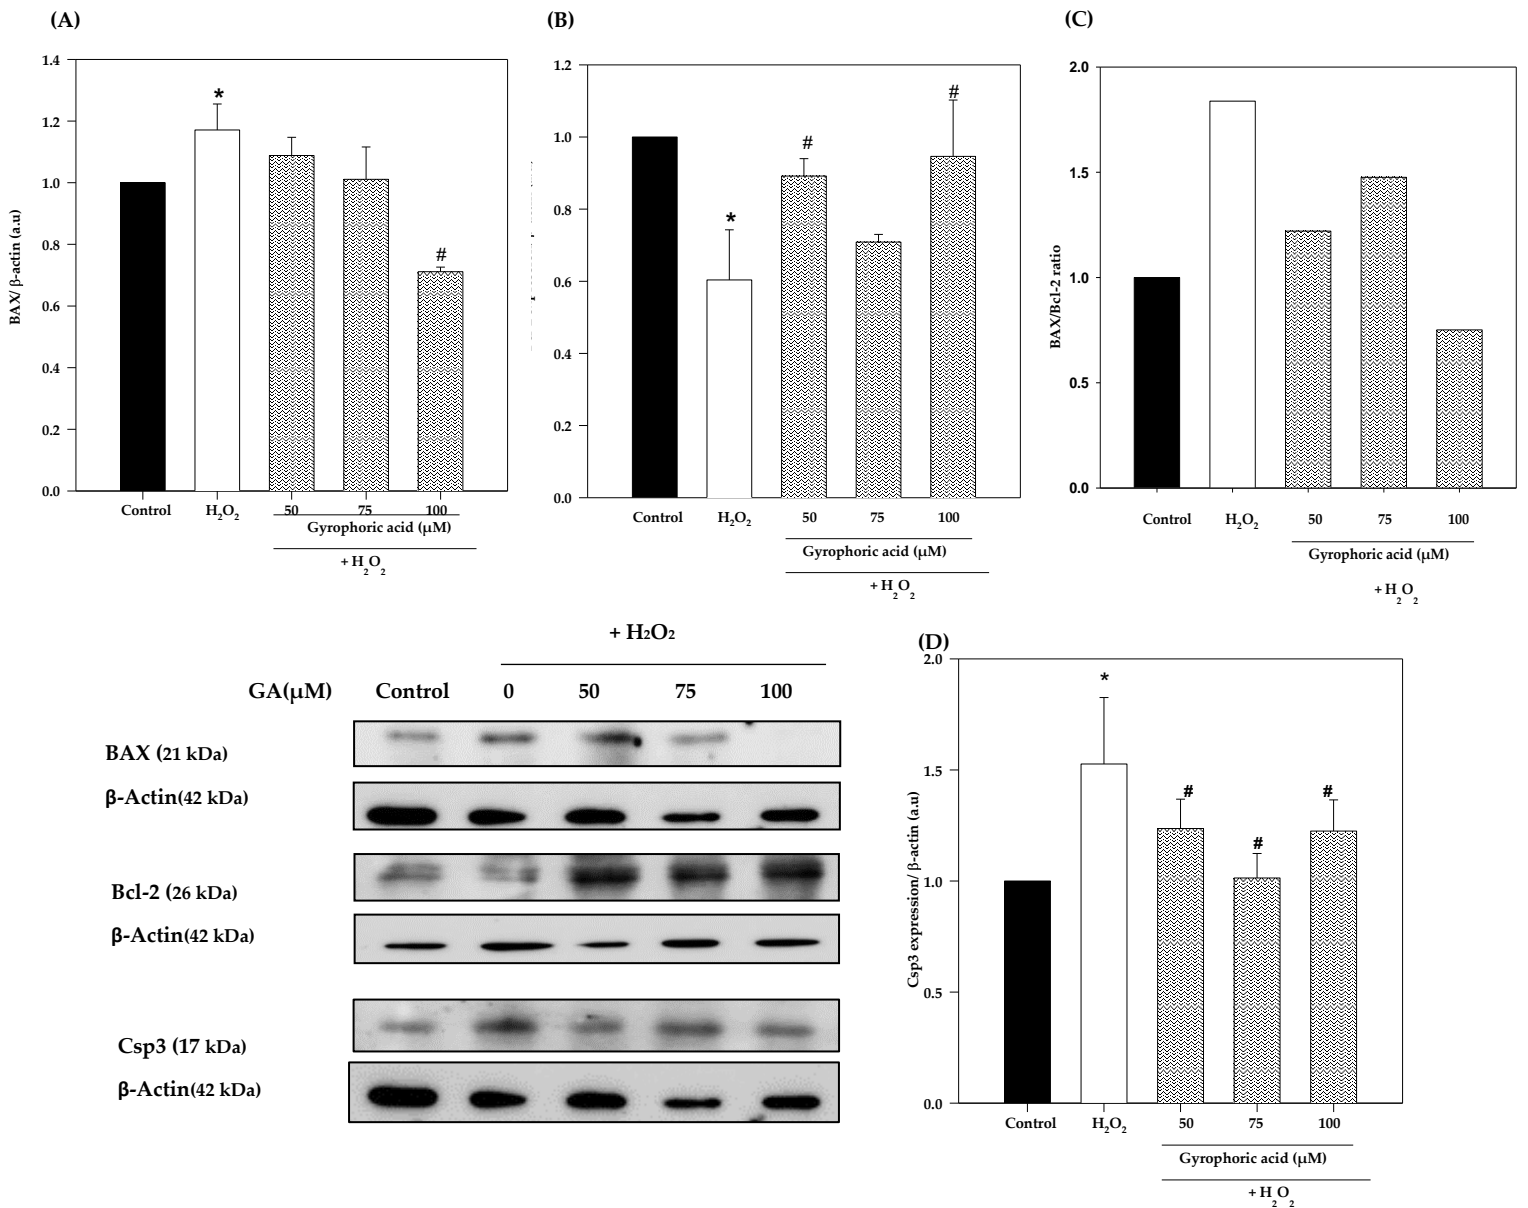 (A)
1.4
1.2
1.0
0.8
0.6
0.4
0.2
0.0
BAX/ β-actin (a.u)
*
#
Control
H₂O₂
50
75
100
Gyrophoric acid (μM)
+ H₂O₂
(B)
1.2
1.0
0.8
0.6
0.4
0.2
0.0
*
#
#
Control
H₂O₂
50
75
100
Gyrophoric acid (μM)
+ H₂O₂
(C)
2.0
1.5
1.0
0.5
0.0
BAX/Bcl-2 ratio
Control
H₂O₂
50
75
100
Gyrophoric acid (μM)
+ H₂O₂
+ H₂O₂
GA(μM) Control 0 50 75 100
BAX (21 kDa)
β-Actin(42 kDa)
Bcl-2 (26 kDa)
β-Actin(42 kDa)
Csp3 (17 kDa)
β-Actin(42 kDa)
(D)
2.0
1.5
1.0
0.5
0.0
Csp3 expression/ β-actin (a.u)
*
#
#
#
Control
H₂O₂
50
75
100
Gyrophoric acid (μM)
+ H₂O₂